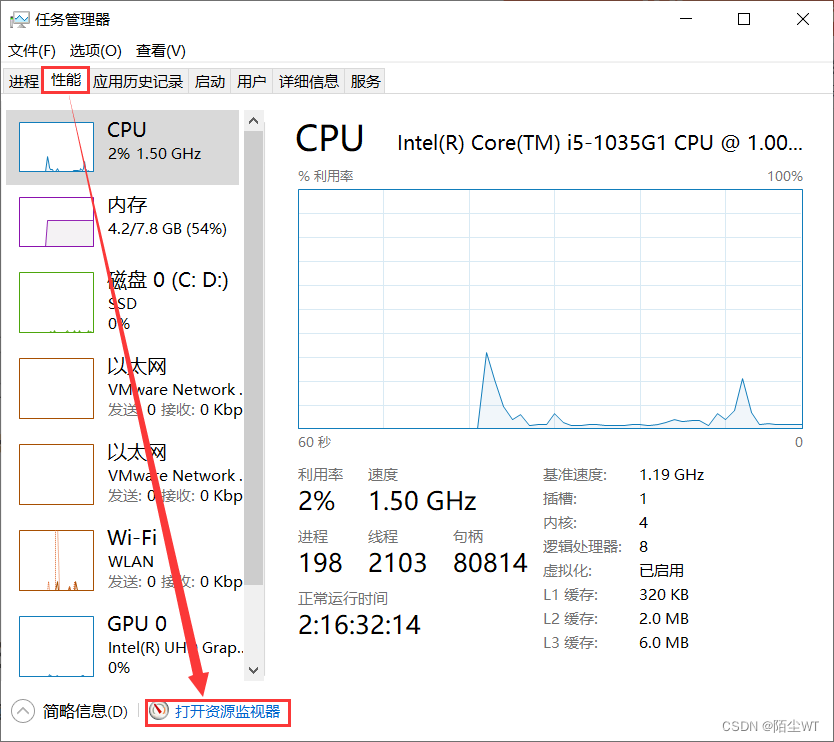 任务管理器
文件(F) 选项(O) 查看(V)
进程 性能 应用历史记录 启动 用户 详细信息 服务
CPU
2% 1.50 GHz
内存
4.2/7.8 GB (54%)
磁盘 0 (C: D:)
SSD
0%
以太网
VMware Network .
发送: 0 接收: 0 Kbp
以太网
VMware Network .
发送: 0 接收: 0 Kbp
Wi-Fi
WLAN
发送: 0 接收: 0 Kbp
GPU 0
Intel(R) UHD Grap..
0%
CPU Intel(R) Core(TM) i5-1035G1 CPU @ 1.00...
% 利用率 100%
60 秒 0
利用率 速度
2% 1.50 GHz
进程 线程 句柄
198 2103 80814
正常运行时间
2:16:32:14
基准速度: 1.19 GHz
插槽: 1
内核: 4
逻辑处理器: 8
虚拟化: 已启用
L1 缓存: 320 KB
L2 缓存: 2.0 MB
L3 缓存: 6.0 MB
简略信息(D) 打开资源监视器
CSDN @陌尘WT